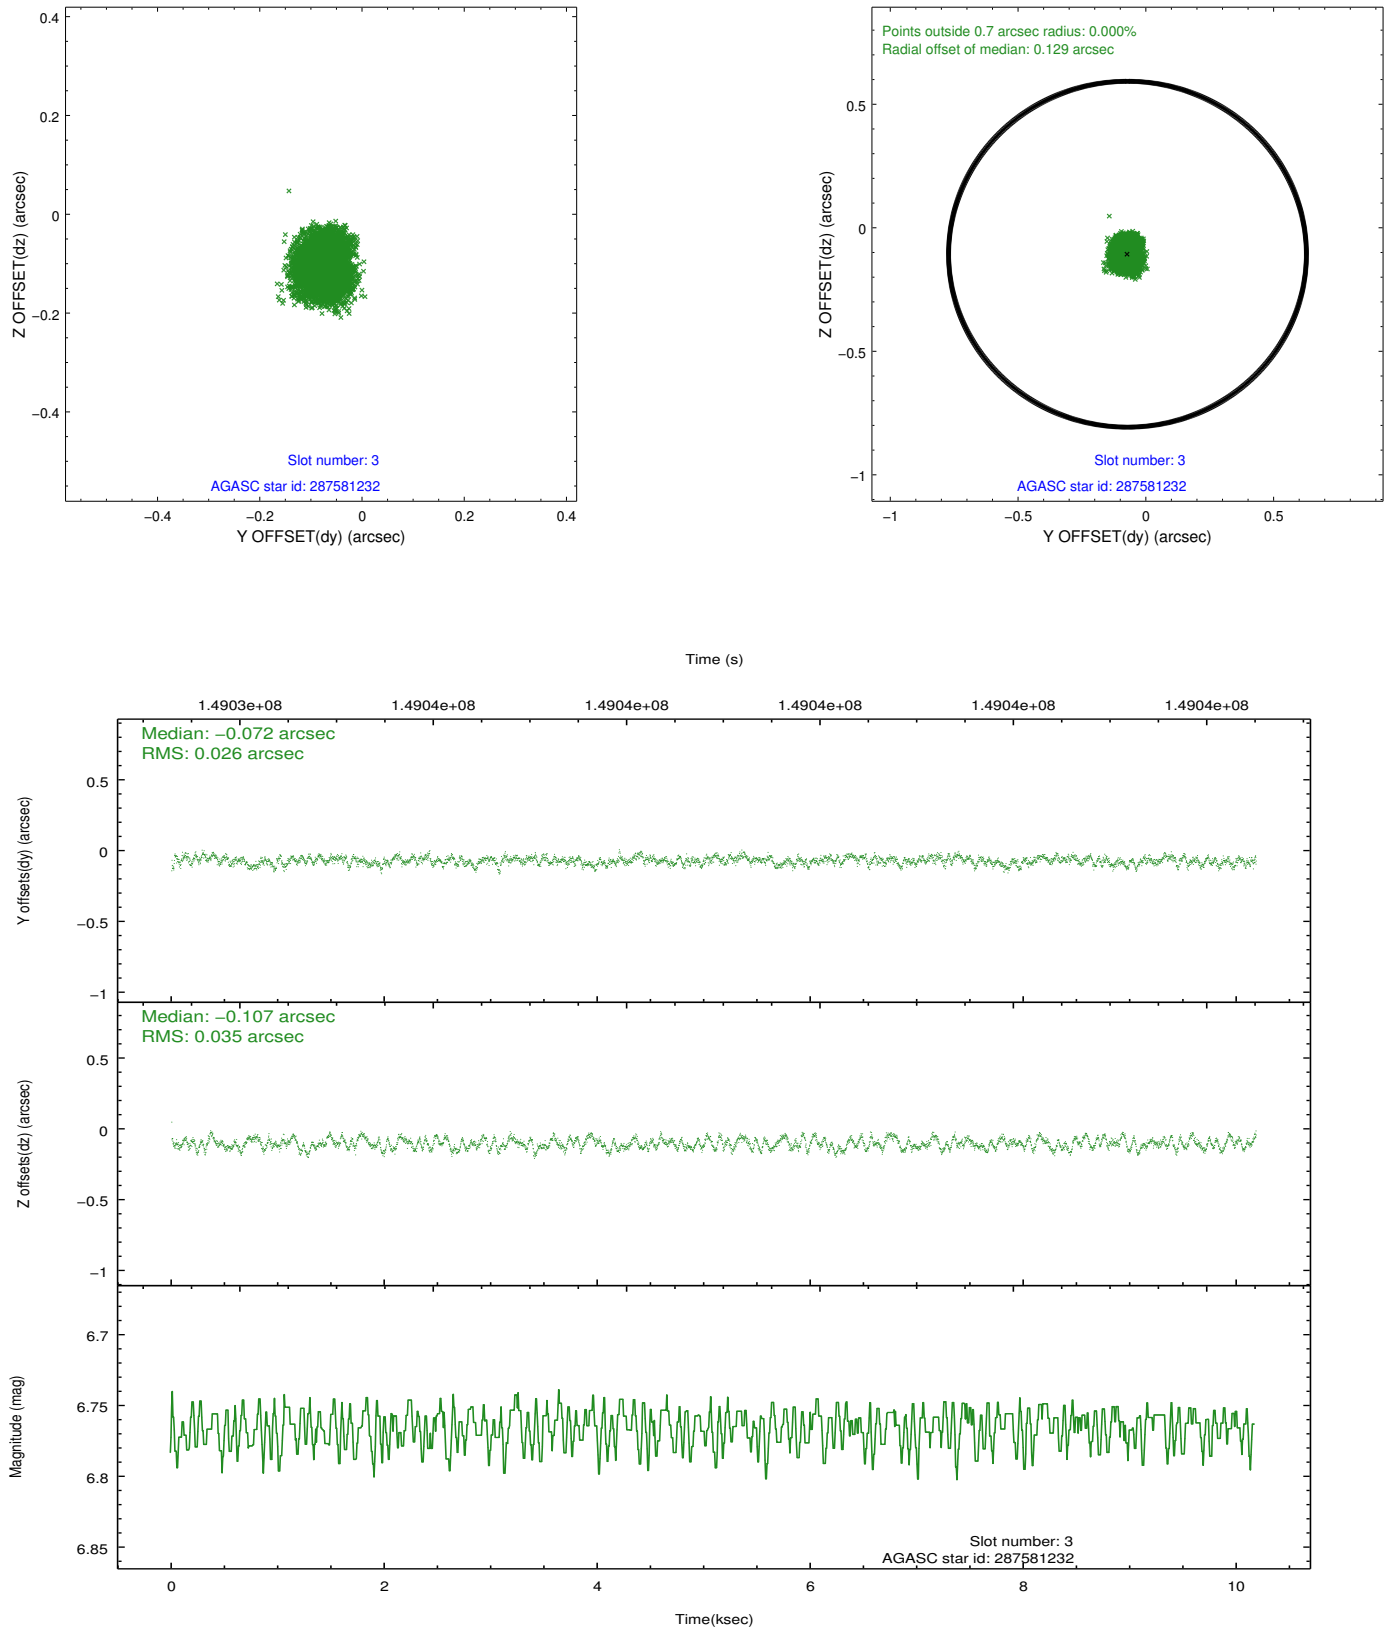 0.4
0.2
0
−0.2
−0.4
Z OFFSET(dz) (arcsec)
Slot number: 3
AGASC star id: 287581232
−0.4 −0.2 0 0.2 0.4
Y OFFSET(dy) (arcsec)
Points outside 0.7 arcsec radius: 0.000%
Radial offset of median: 0.129 arcsec
0.5
0
−0.5
−1
Z OFFSET(dz) (arcsec)
Slot number: 3
AGASC star id: 287581232
−1 −0.5 0 0.5
Y OFFSET(dy) (arcsec)
Time (s)
1.4903e+08 1.4904e+08 1.4904e+08 1.4904e+08 1.4904e+08 1.4904e+08
Median: −0.072 arcsec
RMS: 0.026 arcsec
0.5
0
−0.5
−1
Y offsets(dy) (arcsec)
Median: −0.107 arcsec
RMS: 0.035 arcsec
0.5
0
−0.5
−1
Z offsets(dz) (arcsec)
6.7
6.75
6.8
6.85
Magnitude (mag)
Slot number: 3
AGASC star id: 287581232
0 2 4 6 8 10
Time(ksec)